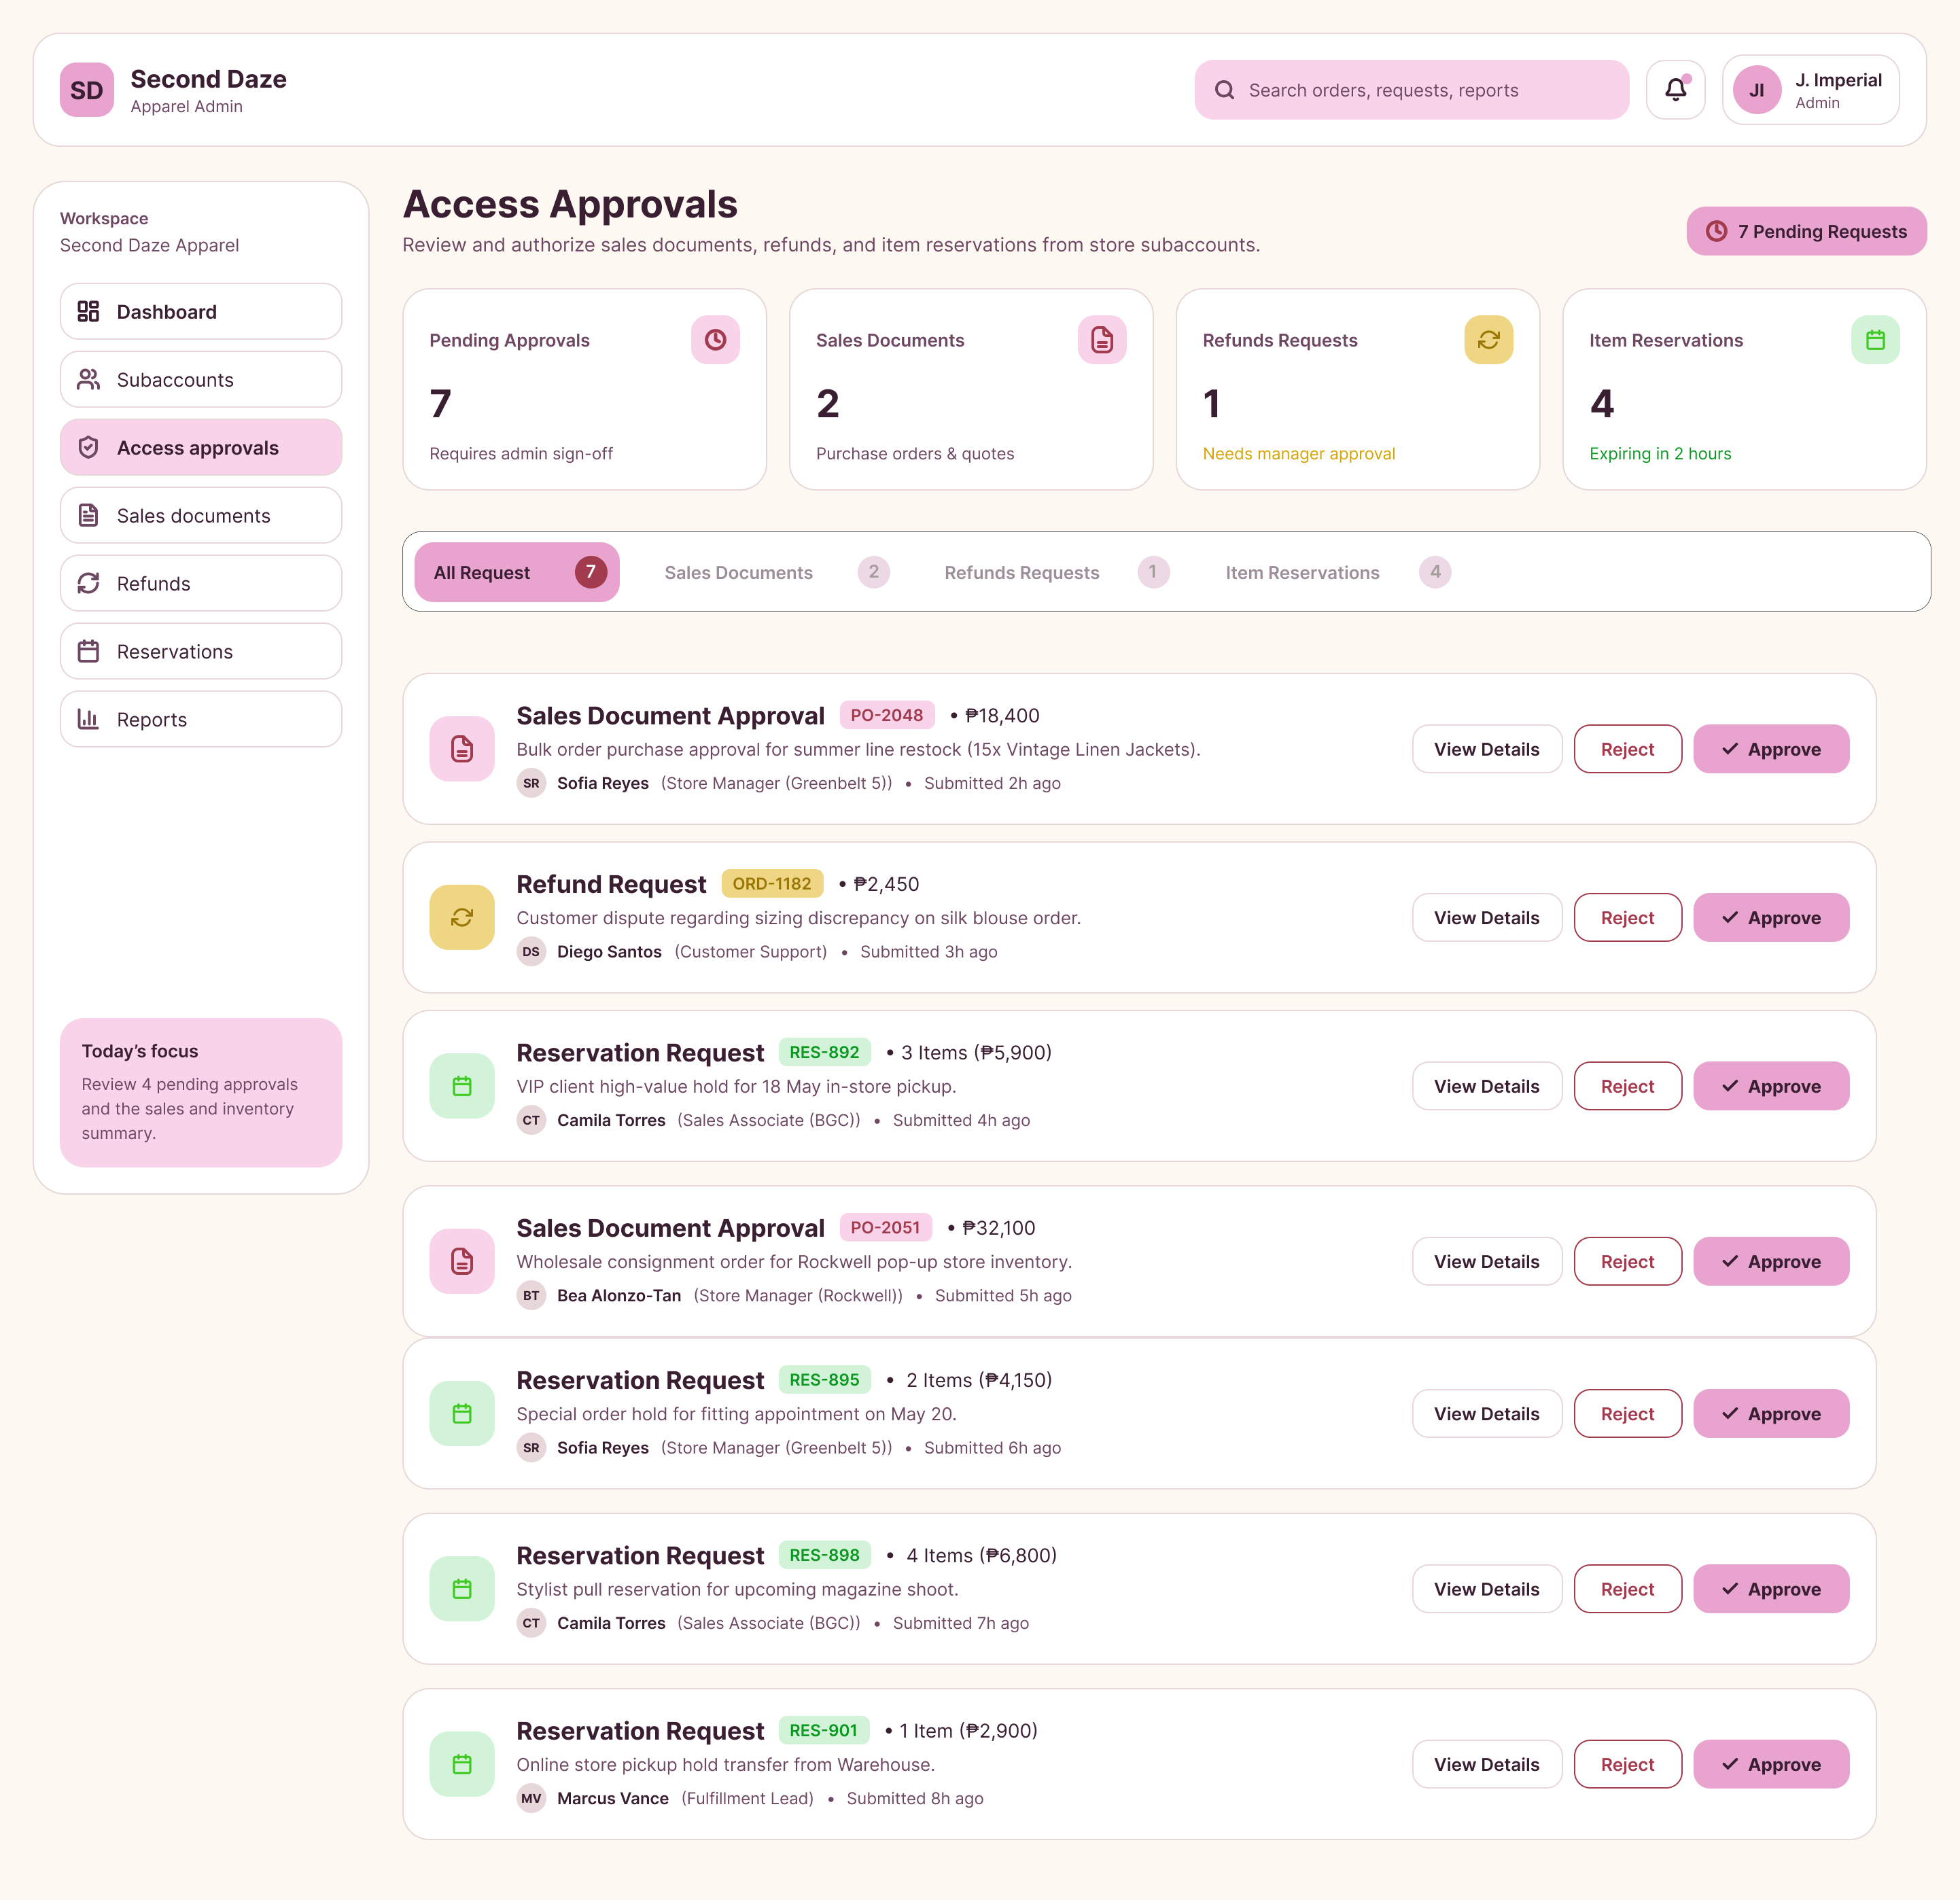 SD
Second Daze
Apparel Admin
Search orders, requests, reports
JI
J. Imperial
Admin
Workspace
Second Daze Apparel
Dashboard
Subaccounts
Access approvals
Sales documents
Refunds
Reservations
Reports
Today's focus
Review 4 pending approvals
and the sales and inventory
summary.
Access Approvals
Review and authorize sales documents, refunds, and item reservations from store subaccounts.
7 Pending Requests
Pending Approvals
7
Requires admin sign-off
Sales Documents
2
Purchase orders & quotes
Refunds Requests
1
Needs manager approval
Item Reservations
4
Expiring in 2 hours
All Request 7 Sales Documents 2 Refunds Requests 1 Item Reservations 4
Sales Document Approval PO-2048 • ₱18,400
Bulk order purchase approval for summer line restock (15x Vintage Linen Jackets).
SR Sofia Reyes (Store Manager (Greenbelt 5)) • Submitted 2h ago
View Details Reject Approve
Refund Request ORD-1182 • ₱2,450
Customer dispute regarding sizing discrepancy on silk blouse order.
DS Diego Santos (Customer Support) • Submitted 3h ago
View Details Reject Approve
Reservation Request RES-892 • 3 Items (₱5,900)
VIP client high-value hold for 18 May in-store pickup.
CT Camila Torres (Sales Associate (BGC)) • Submitted 4h ago
View Details Reject Approve
Sales Document Approval PO-2051 • ₱32,100
Wholesale consignment order for Rockwell pop-up store inventory.
BT Bea Alonzo-Tan (Store Manager (Rockwell)) • Submitted 5h ago
View Details Reject Approve
Reservation Request RES-895 • 2 Items (₱4,150)
Special order hold for fitting appointment on May 20.
SR Sofia Reyes (Store Manager (Greenbelt 5)) • Submitted 6h ago
View Details Reject Approve
Reservation Request RES-898 • 4 Items (₱6,800)
Stylist pull reservation for upcoming magazine shoot.
CT Camila Torres (Sales Associate (BGC)) • Submitted 7h ago
View Details Reject Approve
Reservation Request RES-901 • 1 Item (₱2,900)
Online store pickup hold transfer from Warehouse.
MV Marcus Vance (Fulfillment Lead) • Submitted 8h ago
View Details Reject Approve